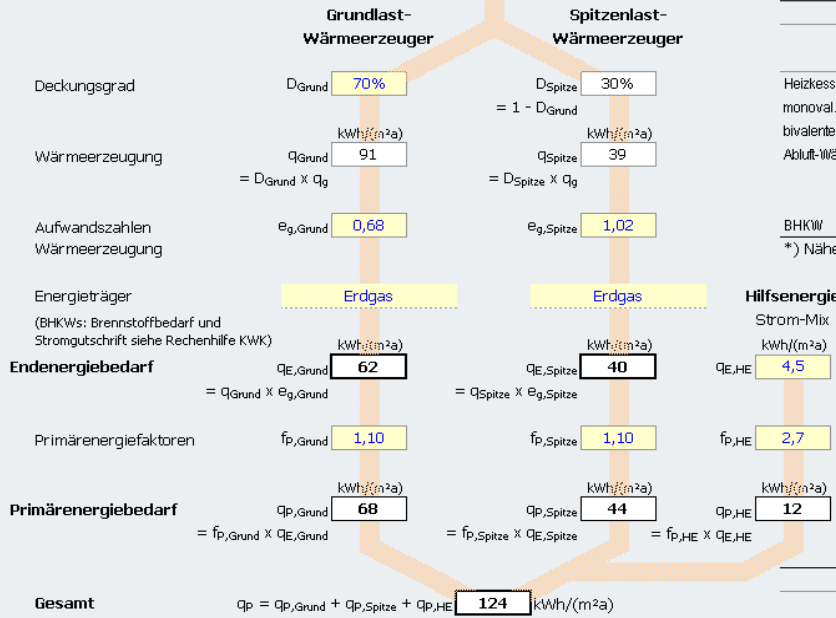 Grundlast- Spitzenlast-
Wärmeerzeuger Wärmeerzeuger
Deckungsgrad DGrund 70% DSpitze 30%
= 1 - DGrund
kWh/(m²a) kWh/(m²a)
Wärmeerzeugung qGrund 91 qSpitze 39
= DGrund x qg = DSpitze x qg
Aufwandszahlen eg,Grund 0,68 eg,Spitze 1,02
Wärmeerzeugung
Energieträger Erdgas Erdgas Hilfsenergie
(BHKWs: Brennstoffbedarf und Strom-Mix
Stromgutschrift siehe Rechenhilfe KWK) kWh/(m²a) kWh/(m²a) kWh/(m²a)
Endenergiebedarf qE,Grund 62 qE,Spitze 40 qE,HE 4,5
= qGrund x eg,Grund = qSpitze x eg,Spitze
Primärenergiefaktoren fP,Grund 1,10 fP,Spitze 1,10 fP,HE 2,7
kWh/(m²a) kWh/(m²a) kWh/(m²a)
Primärenergiebedarf qP,Grund 68 qP,Spitze 44 qP,HE 12
= fP,Grund x qE,Grund = fP,Spitze x qE,Spitze = fP,HE x qE,HE
Gesamt qP = qP,Grund + qP,Spitze + qP,HE 124 kWh/(m²a)
Heizkess
monoval.
bivalente
Abluft-Wä
BHKW
*) Nähe